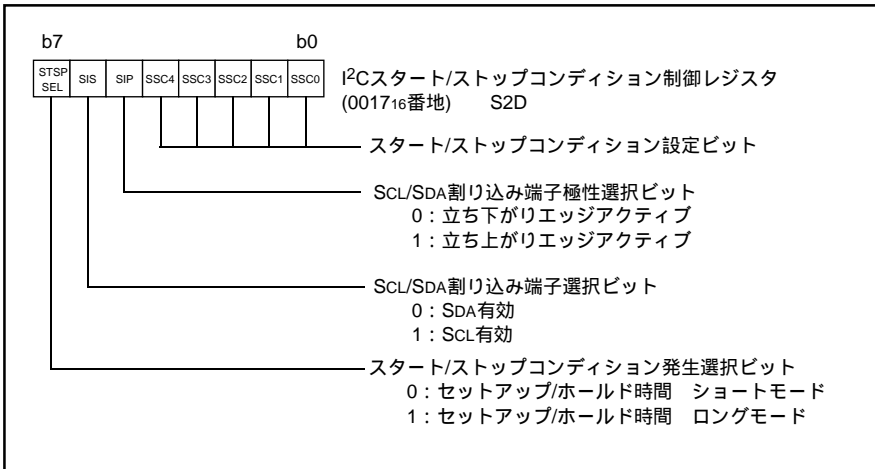 b7 b0
STSP SEL SIS SIP SSC4 SSC3 SSC2 SSC1 SSC0
I2Cスタート/ストップコンディション制御レジスタ
(001716番地) S2D
スタート/ストップコンディション設定ビット
SCL/SDA割り込み端子極性選択ビット
0：立ち下がりエッジアクティブ
1：立ち上がりエッジアクティブ
SCL/SDA割り込み端子選択ビット
0：SDA有効
1：SCL有効
スタート/ストップコンディション発生選択ビット
0：セットアップ/ホールド時間 ショートモード
1：セットアップ/ホールド時間 ロングモード